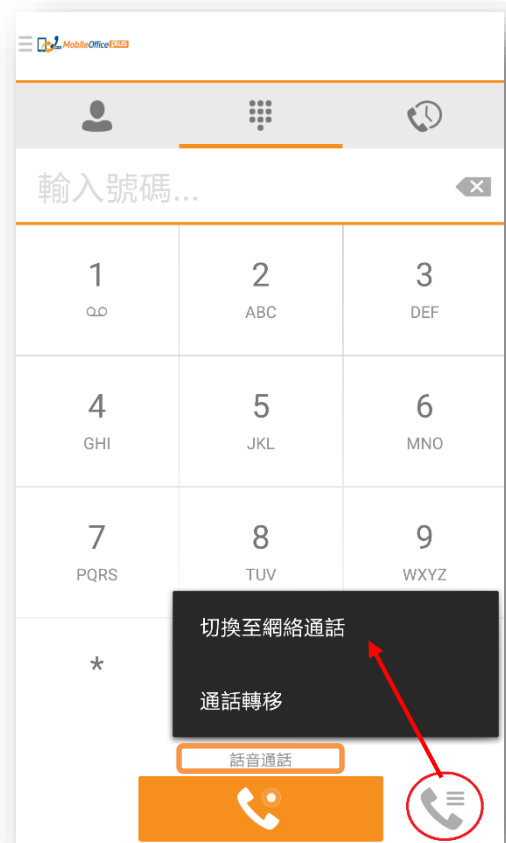 MobileOffice PLUS
輸入號碼...
1 2 3
ABC DEF
4 5 6
GHI JKL MNO
7 8 9
PQRS TUV WXYZ
切換至網絡通話
*
通話轉移
話音通話